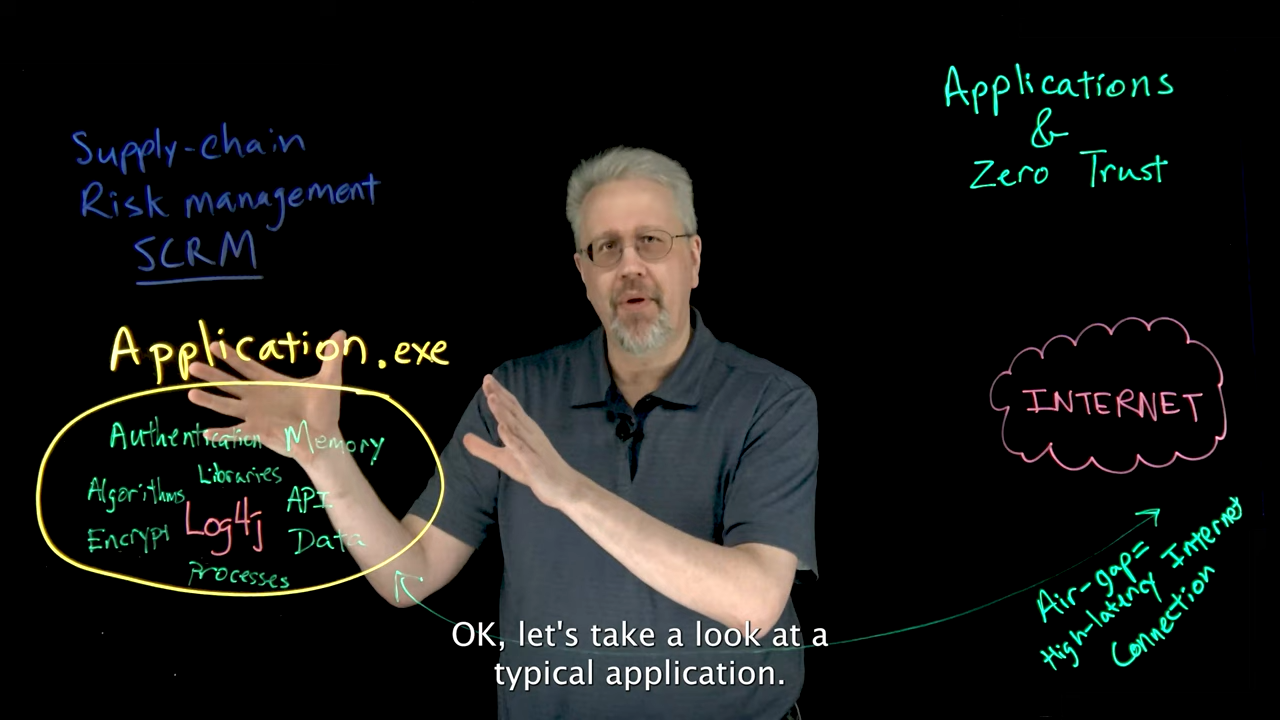 Supply-chain
Risk management
SCRM
Application.exe
Authentication Memory
Libraries
Algorithms
API
Log4j
Encrypt
Data
Processes
Applications
&
Zero Trust
INTERNET
Air-gap=
High-latency Internet
Connection
OK, let's take a look at a
typical application.